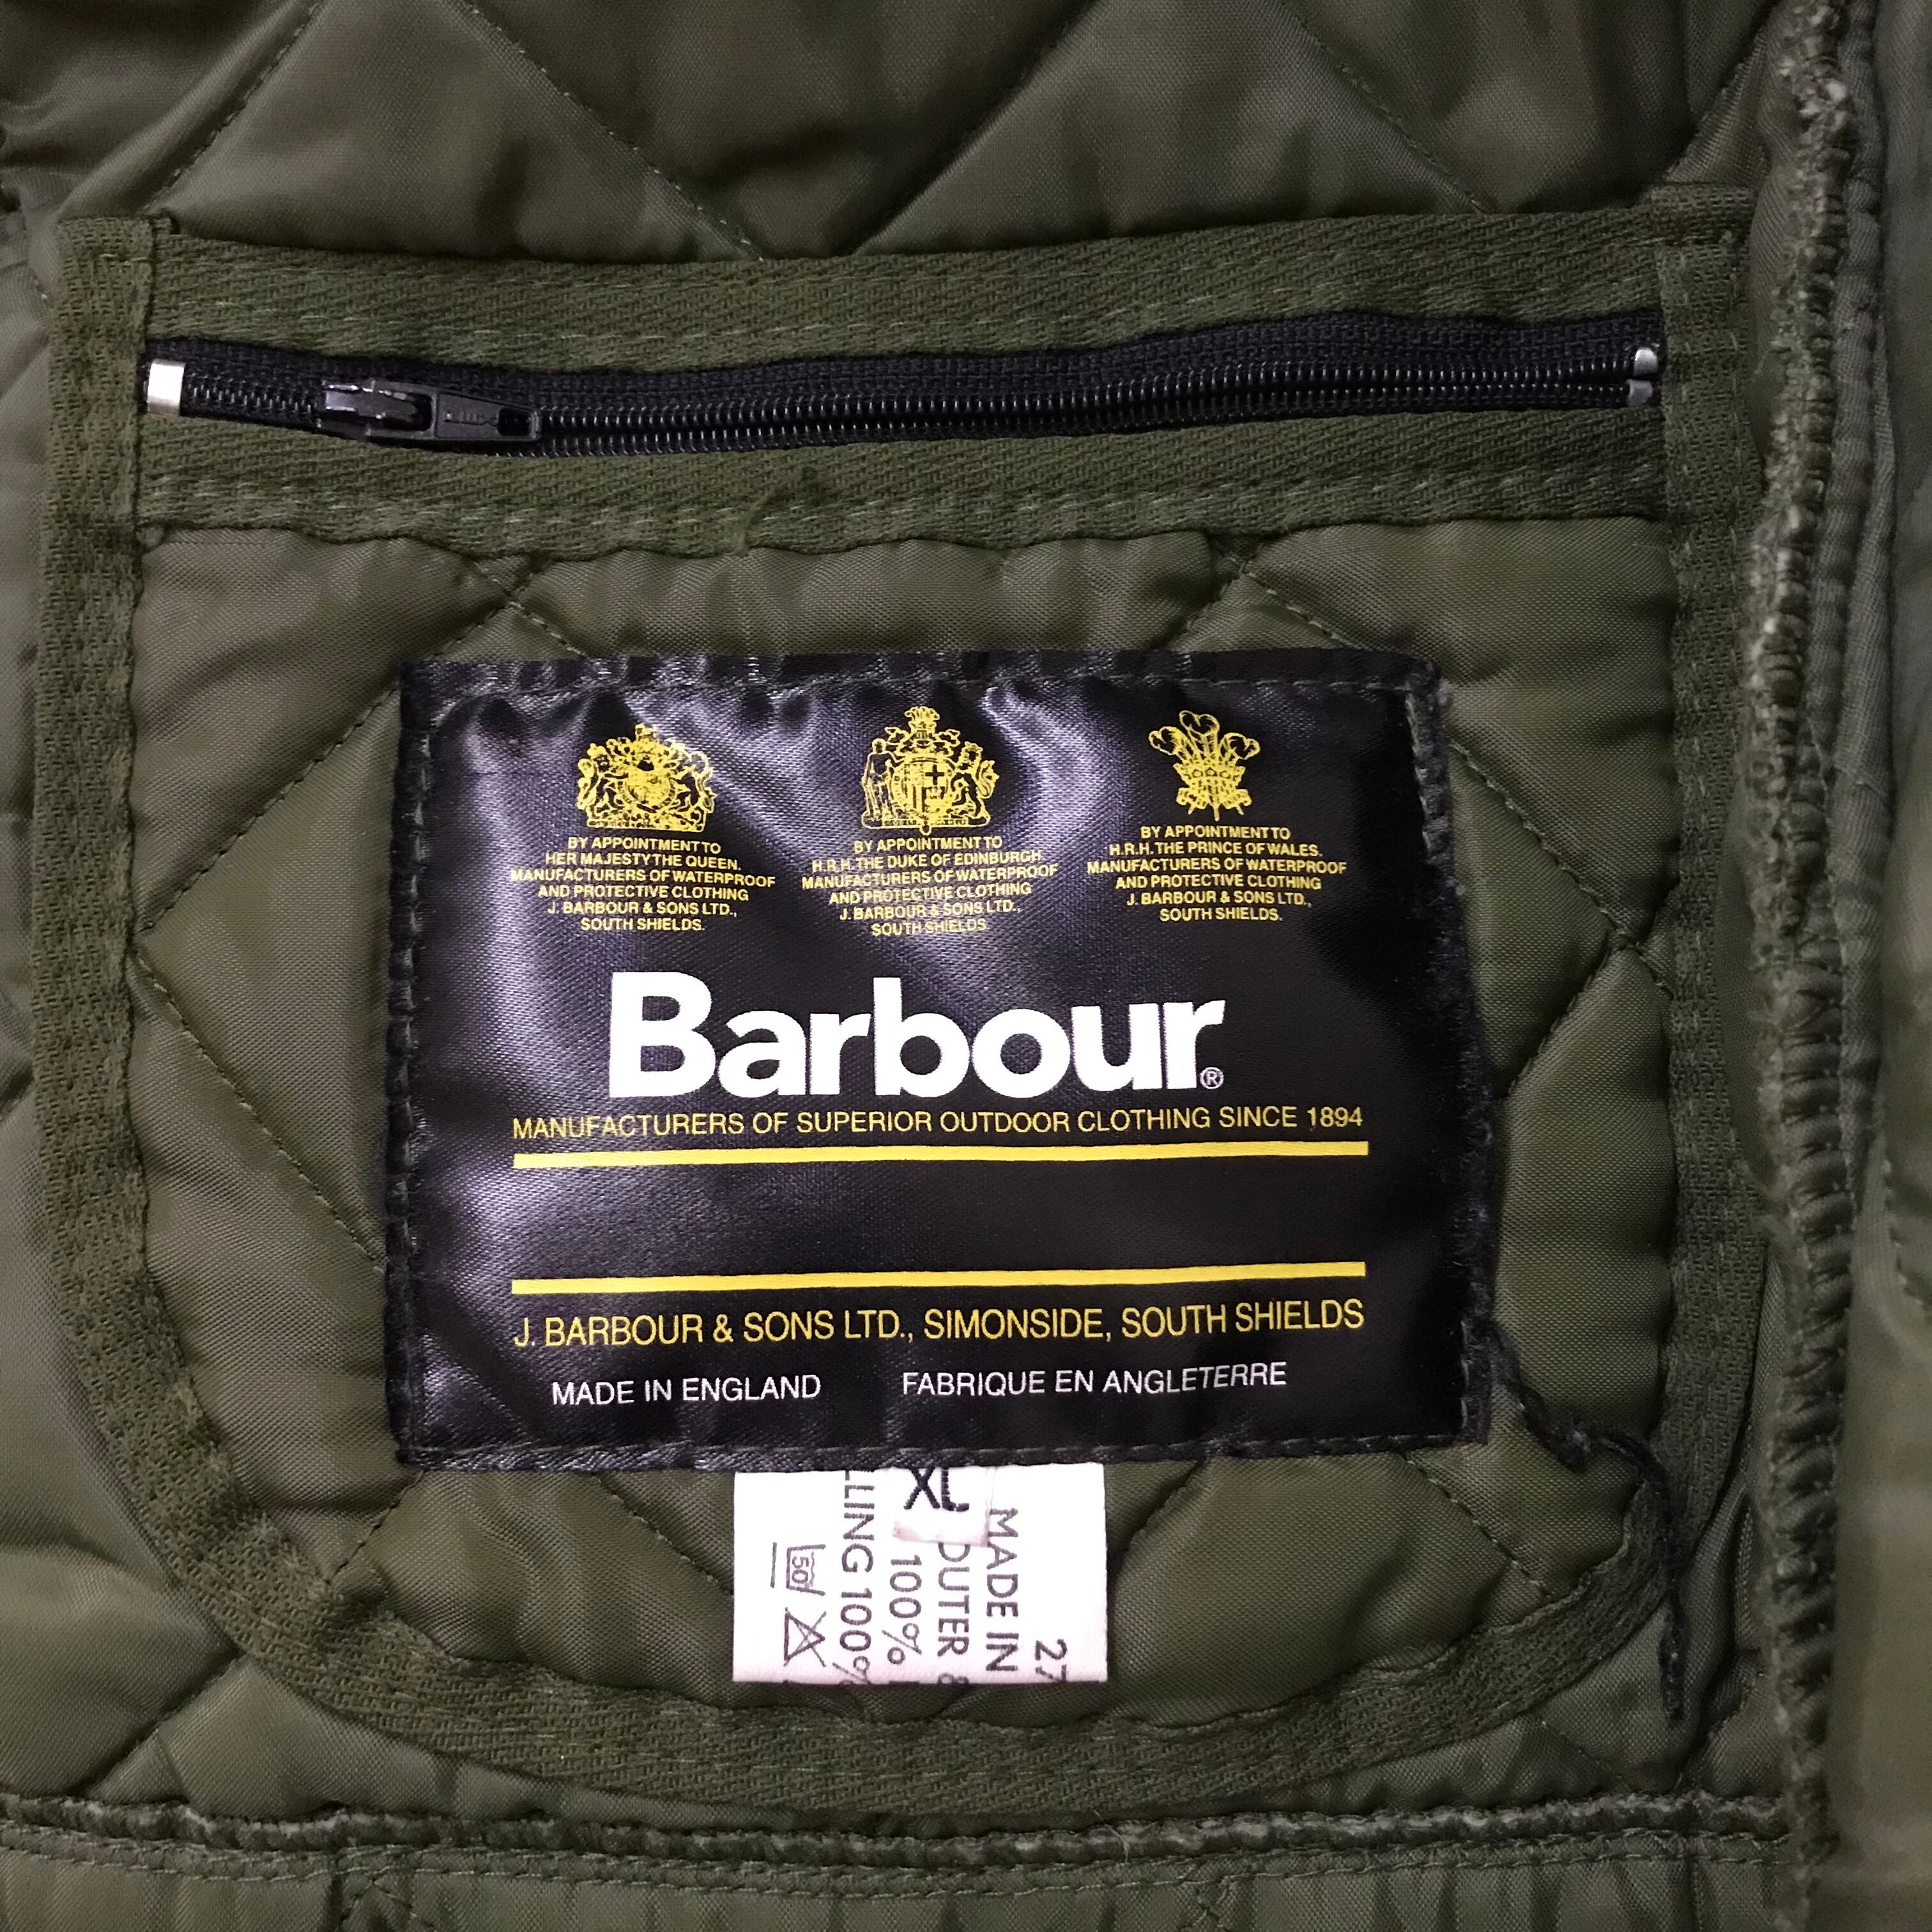 BY APPOINTMENT TO
HER MAJESTY THE QUEEN.
MANUFACTURERS OF WATERPROOF
AND PROTECTIVE CLOTHING
J. BARBOUR & SONS LTD.,
SOUTH SHIELDS.
BY APPOINTMENT TO
H.R.H. THE DUKE OF EDINBURGH.
MANUFACTURERS OF WATERPROOF
AND PROTECTIVE CLOTHING
J. BARBOUR & SONS LTD.,
SOUTH SHIELDS
BY APPOINTMENT TO
H.R.H. THE PRINCE OF WALES.
MANUFACTURERS OF WATERPROOF
AND PROTECTIVE CLOTHING
J. BARBOUR & SONS LTD.,
SOUTH SHIELDS.
Barbour®
MANUFACTURERS OF SUPERIOR OUTDOOR CLOTHING SINCE 1894
J. BARBOUR & SONS LTD., SIMONSIDE, SOUTH SHIELDS
MADE IN ENGLAND FABRIQUE EN ANGLETERRE
XL
27
MADE IN
OUTER &
100%
LLING 100%
50